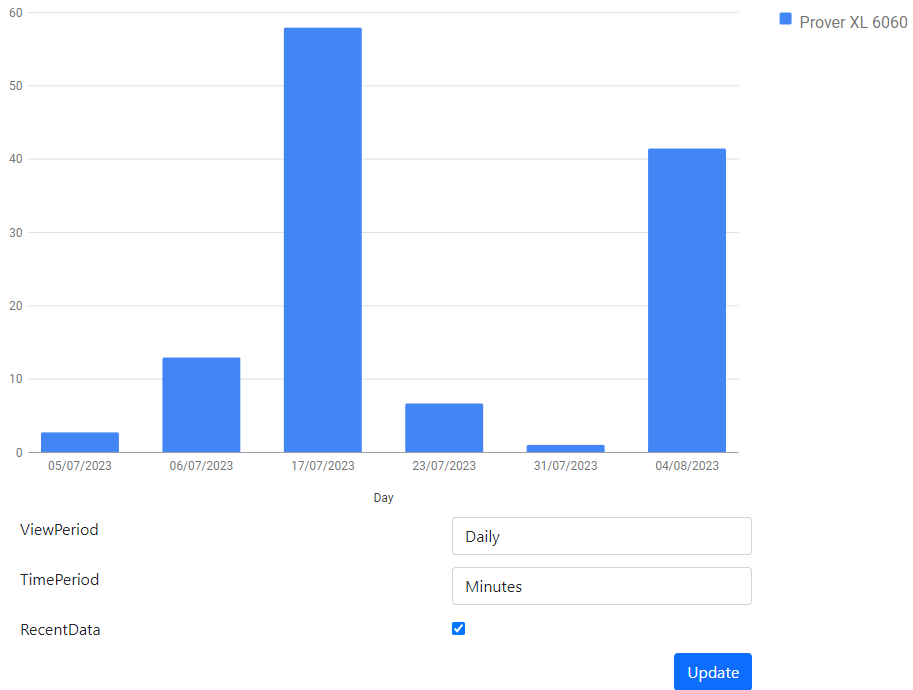 60
Prover XL 6060
50
40
30
20
10
0
05/07/2023 06/07/2023 17/07/2023 23/07/2023 31/07/2023 04/08/2023
Day
ViewPeriod Daily
TimePeriod Minutes
RecentData
Update